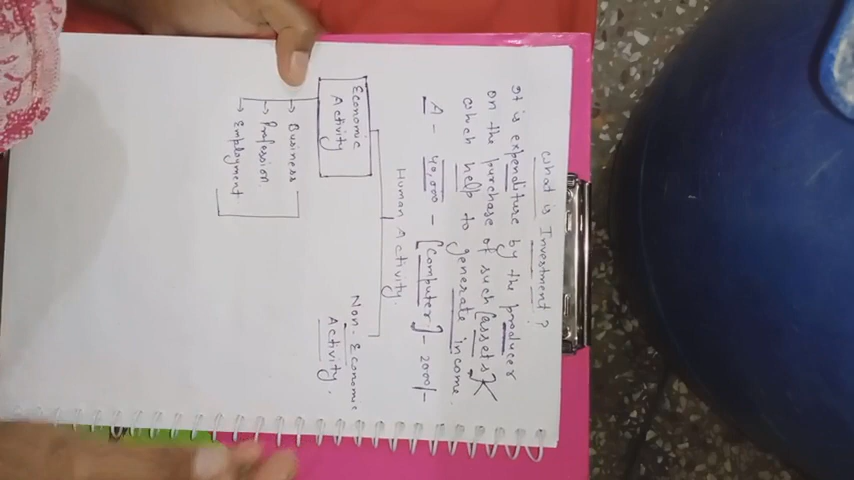 What is Investment?
It is expenditure by the producer
on the purchase of such [assets]
which help to generate income.
A - 40,000 - [Computer] - 2000/-
Human Activity.
Economic
Activity
Non-Economic
Activity.
→ Business
→ Profession.
→ Employment